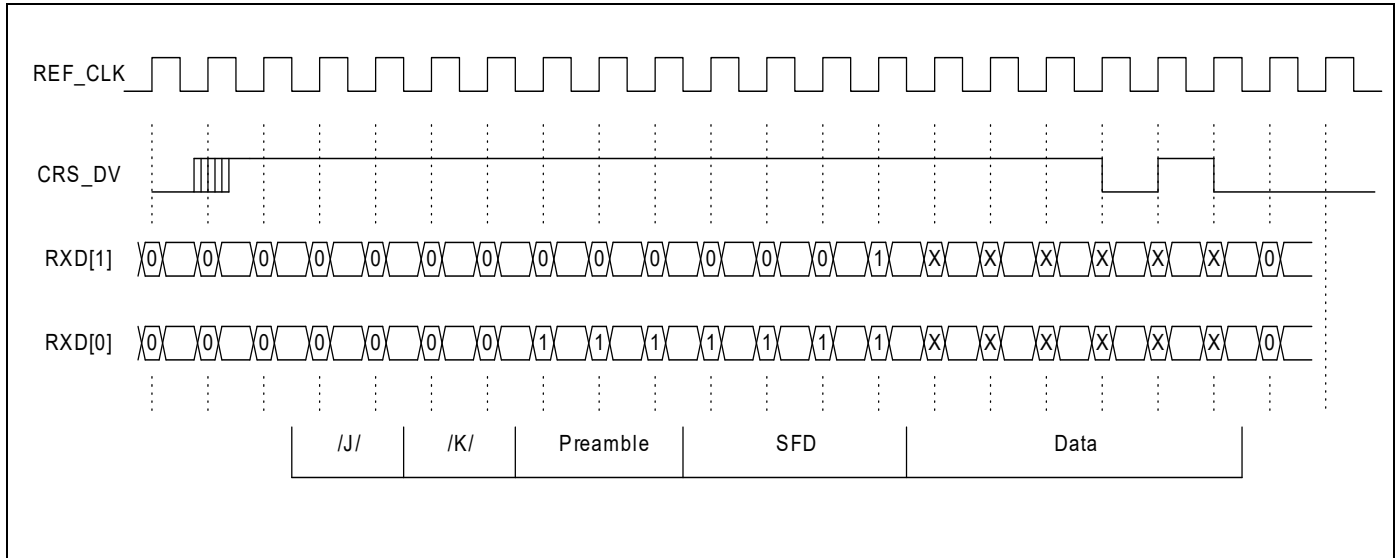 REF_CLK
CRS_DV
RXD[1] 0 0 0 0 0 0 0 0 0 0 0 0 0 1 X X X X X X 0
RXD[0] 0 0 0 0 0 0 0 1 1 1 1 1 1 1 X X X X X X 0
/J/ /K/ Preamble SFD Data